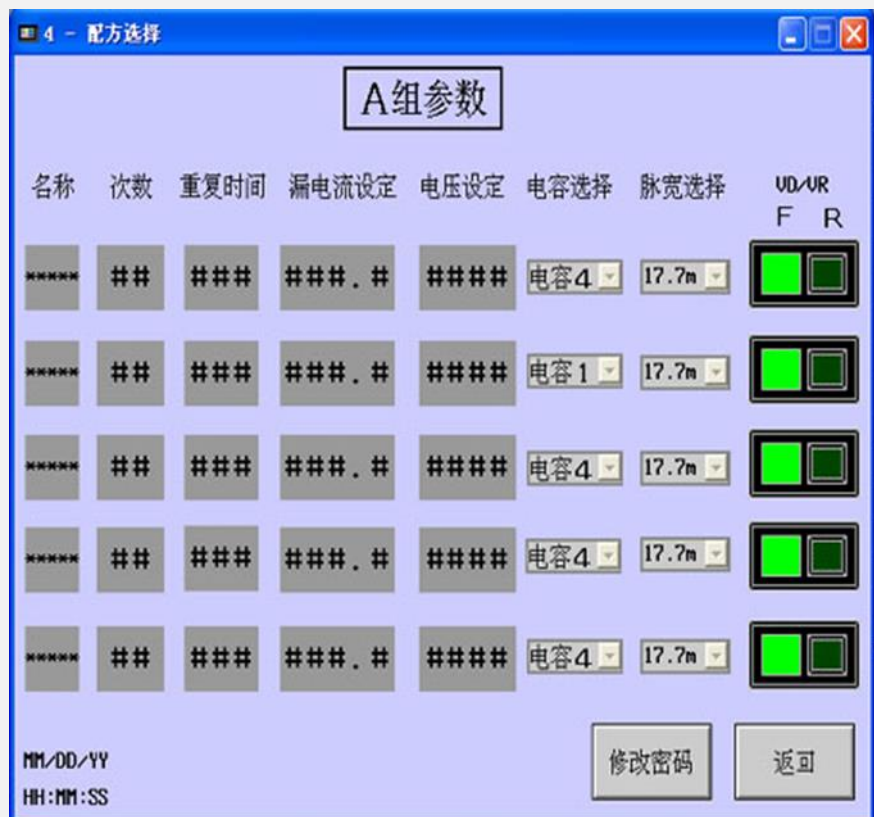 4 - 配方选择
A组参数
名称 次数 重复时间 漏电流设定 电压设定 电容选择 脉宽选择 VD/VR
F R
***** ## ### ###.# #### 电容4 17.7m
***** ## ### ###.# #### 电容1 17.7m
***** ## ### ###.# #### 电容4 17.7m
***** ## ### ###.# #### 电容4 17.7m
***** ## ### ###.# #### 电容4 17.7m
修改密码 返回
MM/DD/YY
HH:MM:SS